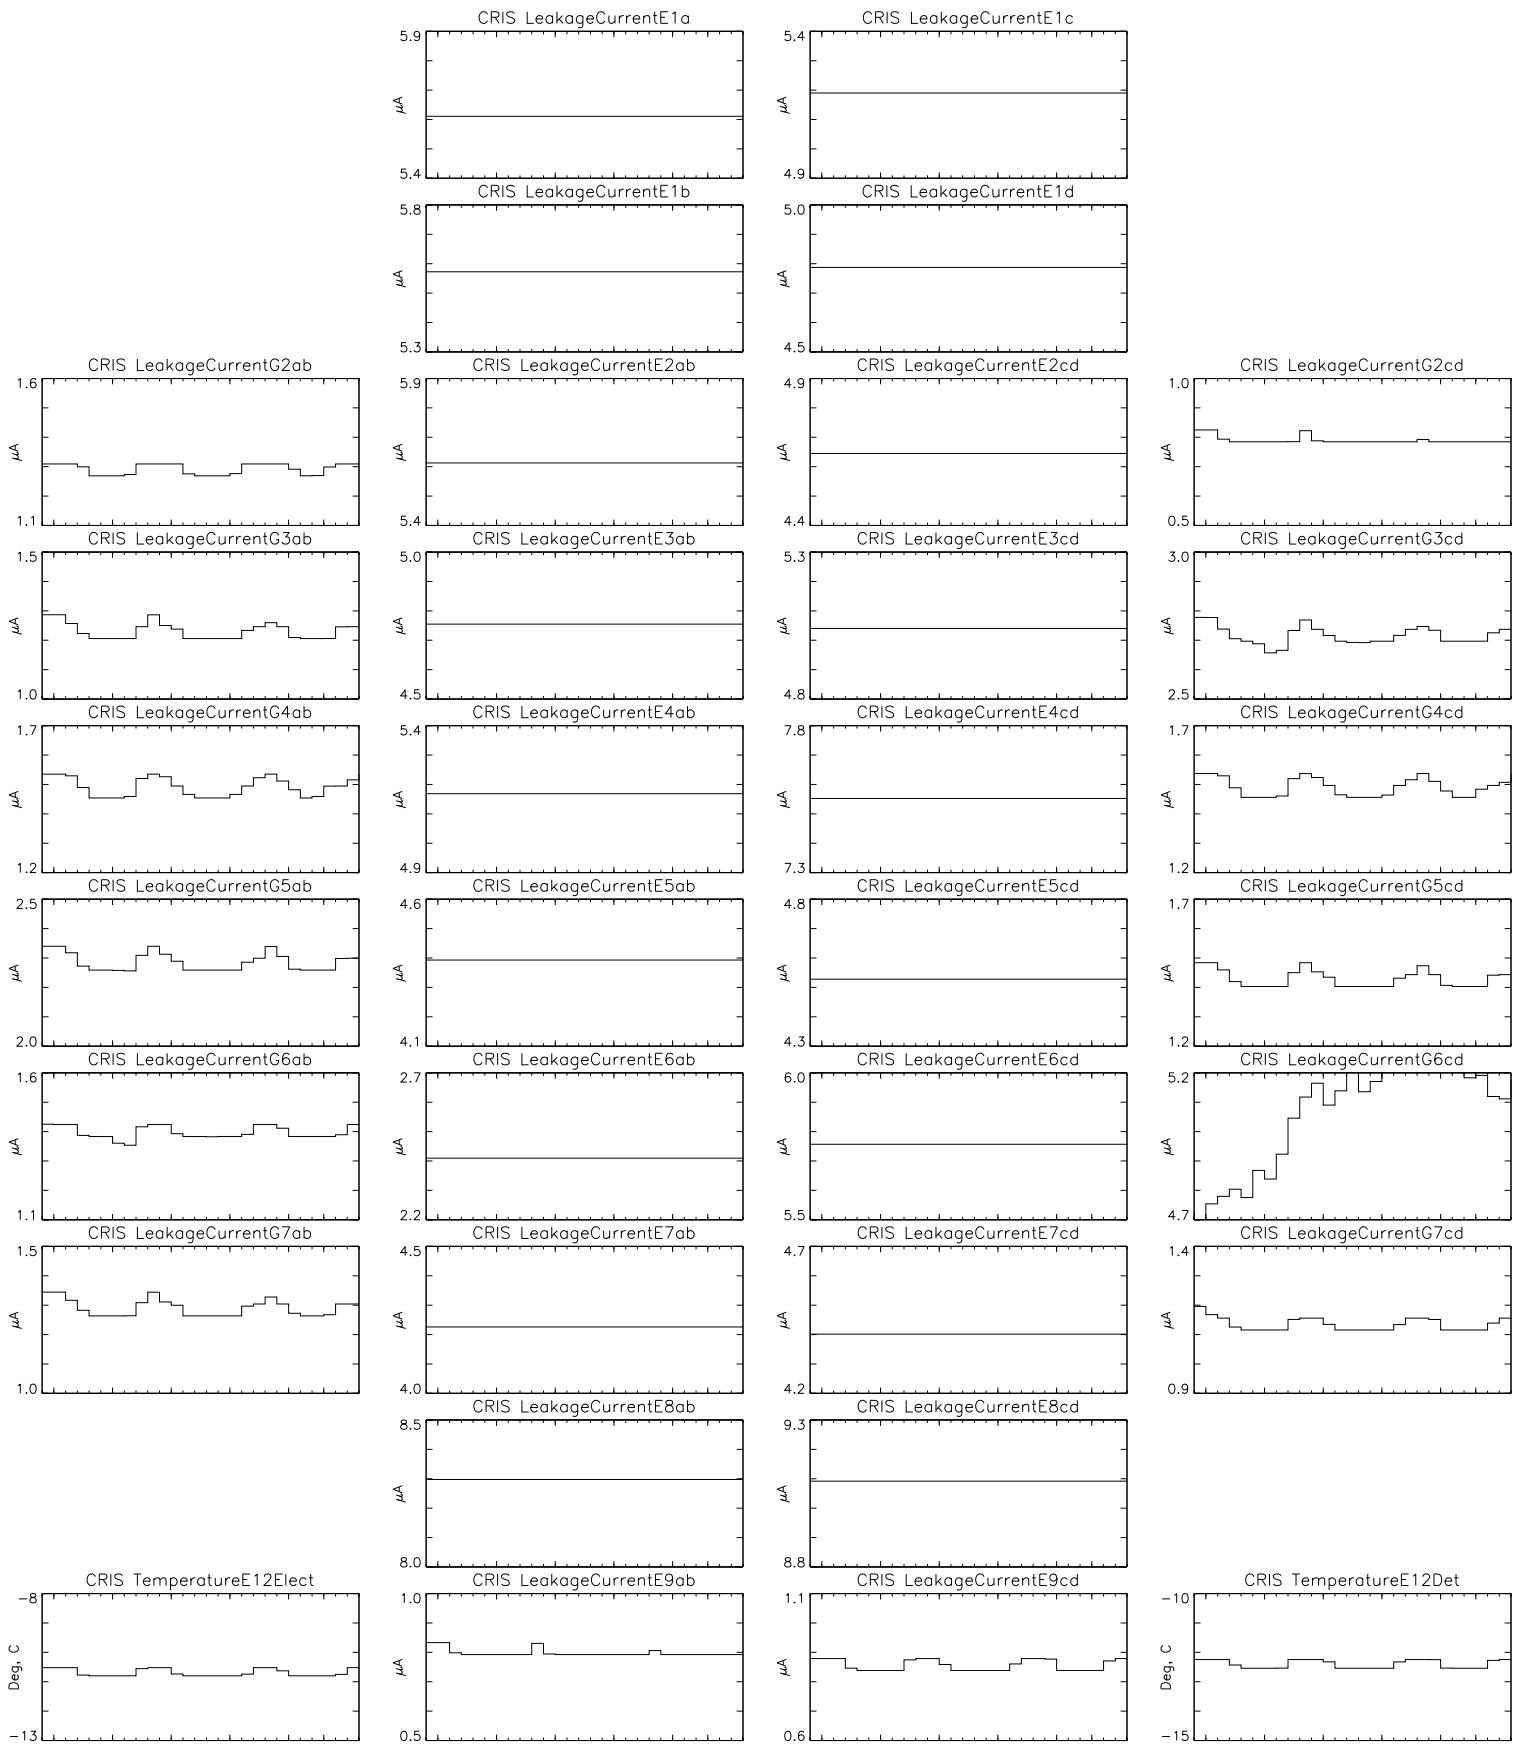 CRIS LeakageCurrentE1a
5.9
μA
5.4
CRIS LeakageCurrentE1c
5.4
μA
4.9
CRIS LeakageCurrentE1b
5.8
μA
5.3
CRIS LeakageCurrentE1d
5.0
μA
4.5
CRIS LeakageCurrentG2ab
1.6
μA
1.1
CRIS LeakageCurrentE2ab
5.9
μA
5.4
CRIS LeakageCurrentE2cd
4.9
μA
4.4
CRIS LeakageCurrentG2cd
1.0
μA
0.5
CRIS LeakageCurrentG3ab
1.5
μA
1.0
CRIS LeakageCurrentE3ab
5.0
μA
4.5
CRIS LeakageCurrentE3cd
5.3
μA
4.8
CRIS LeakageCurrentG3cd
3.0
μA
2.5
CRIS LeakageCurrentG4ab
1.7
μA
1.2
CRIS LeakageCurrentE4ab
5.4
μA
4.9
CRIS LeakageCurrentE4cd
7.8
μA
7.3
CRIS LeakageCurrentG4cd
1.7
μA
1.2
CRIS LeakageCurrentG5ab
2.5
μA
2.0
CRIS LeakageCurrentE5ab
4.6
μA
4.1
CRIS LeakageCurrentE5cd
4.8
μA
4.3
CRIS LeakageCurrentG5cd
1.7
μA
1.2
CRIS LeakageCurrentG6ab
1.6
μA
1.1
CRIS LeakageCurrentE6ab
2.7
μA
2.2
CRIS LeakageCurrentE6cd
6.0
μA
5.5
CRIS LeakageCurrentG6cd
5.2
μA
4.7
CRIS LeakageCurrentG7ab
1.5
μA
1.0
CRIS LeakageCurrentE7ab
4.5
μA
4.0
CRIS LeakageCurrentE7cd
4.7
μA
4.2
CRIS LeakageCurrentG7cd
1.4
μA
0.9
CRIS LeakageCurrentE8ab
8.5
μA
8.0
CRIS LeakageCurrentE8cd
9.3
μA
8.8
CRIS TemperatureE12Elect
-8
Deg, C
-13
CRIS LeakageCurrentE9ab
1.0
μA
0.5
CRIS LeakageCurrentE9cd
1.1
μA
0.6
CRIS TemperatureE12Det
-10
Deg, C
-15